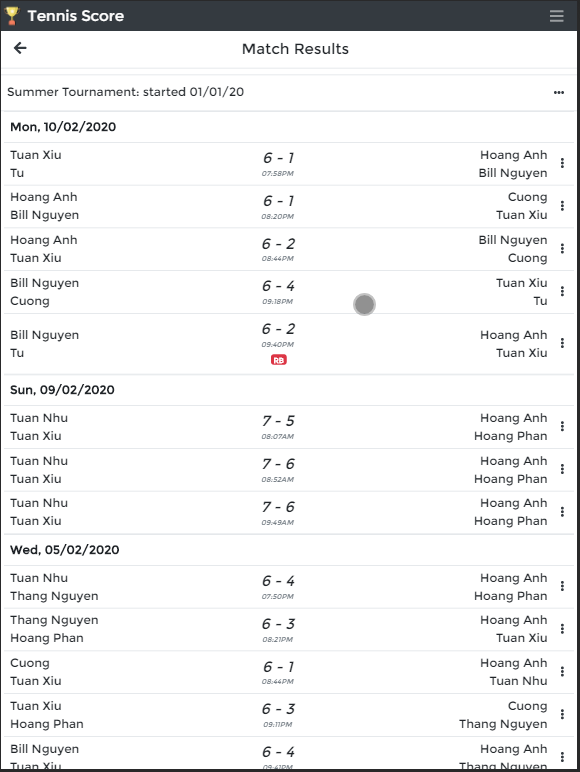 Tennis Score
Match Results
Summer Tournament: started 01/01/20
Mon, 10/02/2020
Tuan Xiu 6 - 1 Hoang Anh
Tu 07:58PM Bill Nguyen
Hoang Anh 6 - 1 Cuong
Bill Nguyen 08:20PM Tuan Xiu
Hoang Anh 6 - 2 Bill Nguyen
Tuan Xiu 08:44PM Cuong
Bill Nguyen 6 - 4 Tuan Xiu
Cuong 09:18PM Tu
Bill Nguyen 6 - 2 Hoang Anh
Tu 09:40PM Tuan Xiu
RB
Sun, 09/02/2020
Tuan Nhu 7 - 5 Hoang Anh
Tuan Xiu 08:07AM Hoang Phan
Tuan Nhu 7 - 6 Hoang Anh
Tuan Xiu 08:52AM Hoang Phan
Tuan Nhu 7 - 6 Hoang Anh
Tuan Xiu 09:49AM Hoang Phan
Wed, 05/02/2020
Tuan Nhu 6 - 4 Hoang Anh
Thang Nguyen 07:50PM Hoang Phan
Thang Nguyen 6 - 3 Hoang Anh
Hoang Phan 08:21PM Tuan Xiu
Cuong 6 - 1 Hoang Anh
Tuan Xiu 08:44PM Tuan Nhu
Tuan Xiu 6 - 3 Cuong
Hoang Phan 09:11PM Thang Nguyen
Bill Nguyen 6 - 4 Hoang Anh
Tuan Xiu 09:41PM Thang Nguyen